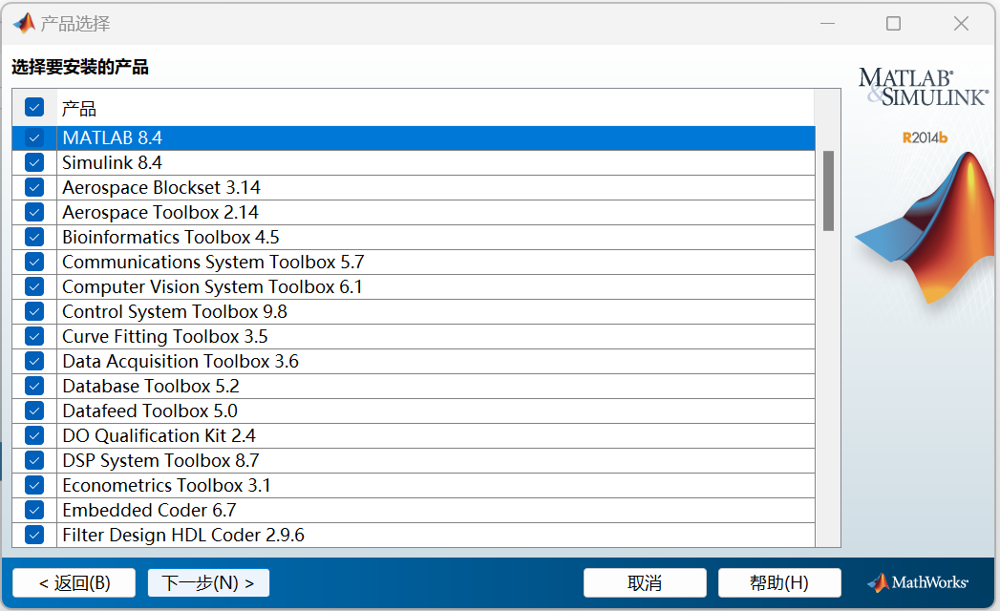 产品选择
选择要安装的产品
产品
MATLAB 8.4
Simulink 8.4
Aerospace Blockset 3.14
Aerospace Toolbox 2.14
Bioinformatics Toolbox 4.5
Communications System Toolbox 5.7
Computer Vision System Toolbox 6.1
Control System Toolbox 9.8
Curve Fitting Toolbox 3.5
Data Acquisition Toolbox 3.6
Database Toolbox 5.2
Datafeed Toolbox 5.0
DO Qualification Kit 2.4
DSP System Toolbox 8.7
Econometrics Toolbox 3.1
Embedded Coder 6.7
Filter Design HDL Coder 2.9.6
MATLAB®
&SIMULINK®
R2014b
< 返回(B)
下一步(N) >
取消
帮助(H)
MathWorks®